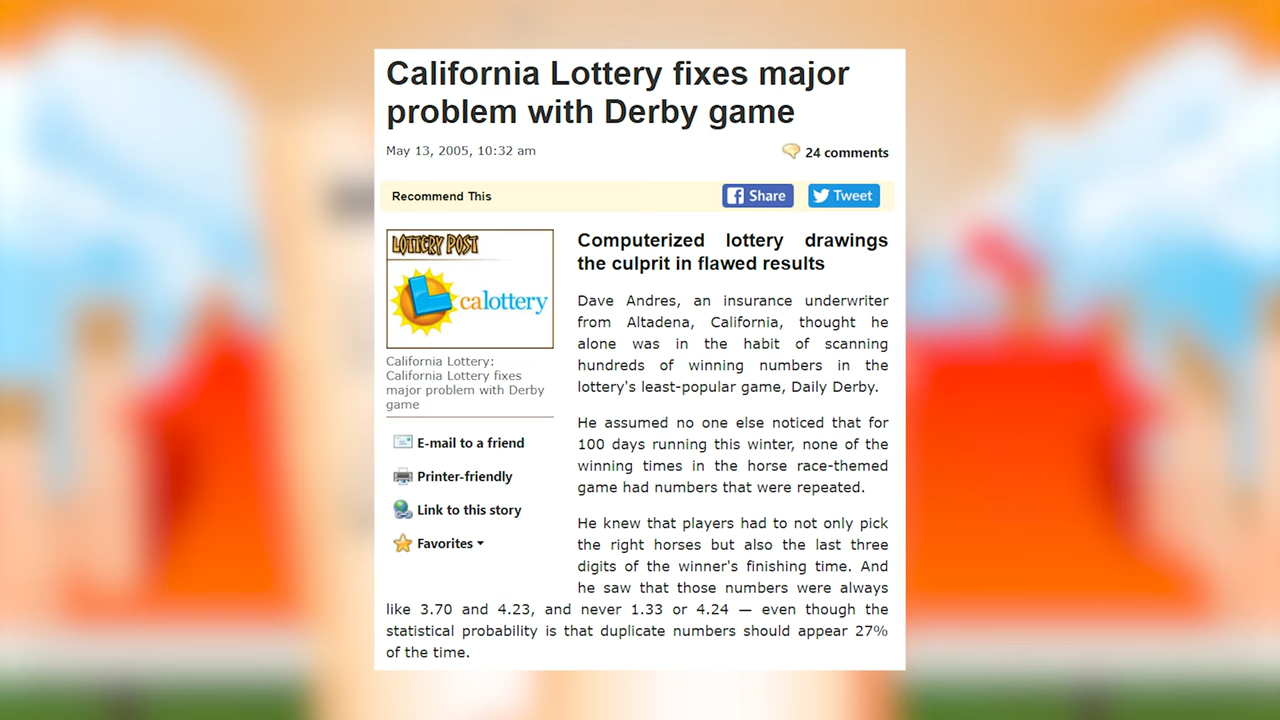 California Lottery fixes major
problem with Derby game
May 13, 2005, 10:32 am
24 comments
Recommend This
Share
Tweet
LOTTERY POST
calottery
California Lottery:
California Lottery fixes
major problem with Derby
game
E-mail to a friend
Printer-friendly
Link to this story
Favorites
Computerized lottery drawings
the culprit in flawed results
Dave Andres, an insurance underwriter
from Altadena, California, thought he
alone was in the habit of scanning
hundreds of winning numbers in the
lottery's least-popular game, Daily Derby.
He assumed no one else noticed that for
100 days running this winter, none of the
winning times in the horse race-themed
game had numbers that were repeated.
He knew that players had to not only pick
the right horses but also the last three
digits of the winner's finishing time. And
he saw that those numbers were always
like 3.70 and 4.23, and never 1.33 or 4.24 — even though the
statistical probability is that duplicate numbers should appear 27%
of the time.